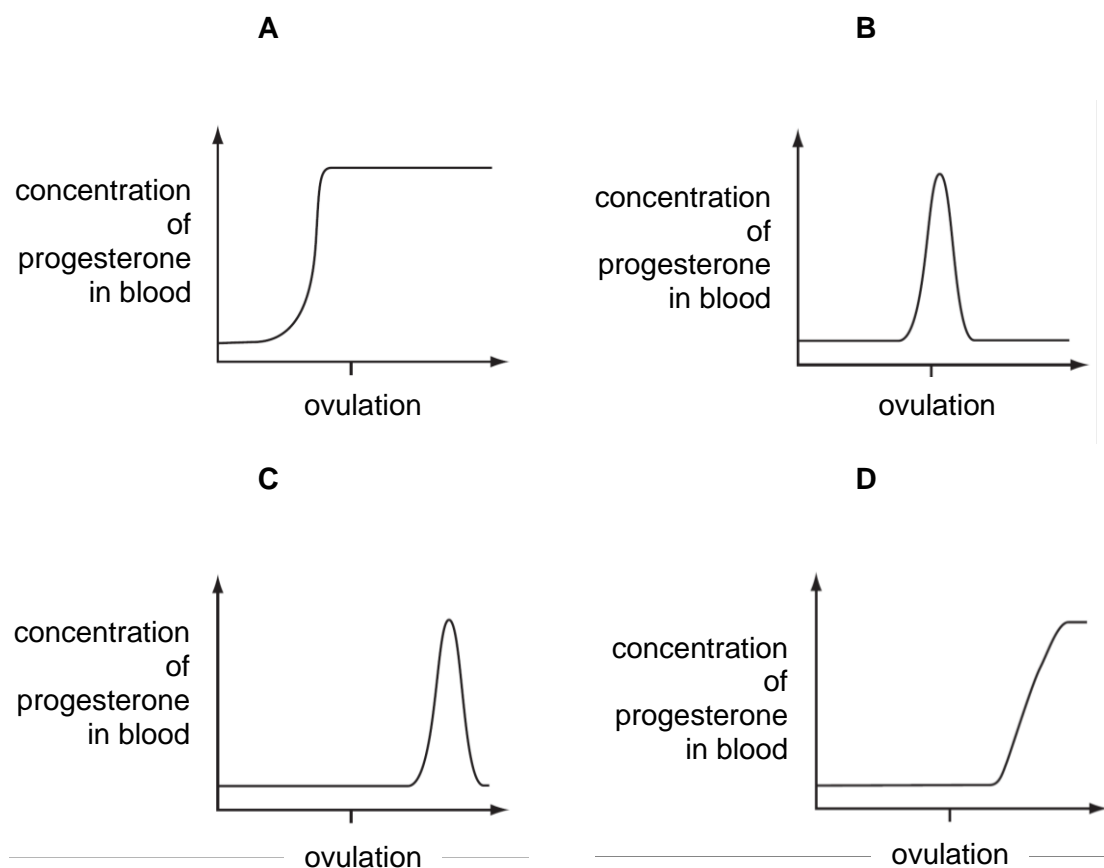 A
concentration
of
progesterone
in blood
ovulation
B
concentration
of
progesterone
in blood
ovulation
C
concentration
of
progesterone
in blood
ovulation
D
concentration
of
progesterone
in blood
ovulation